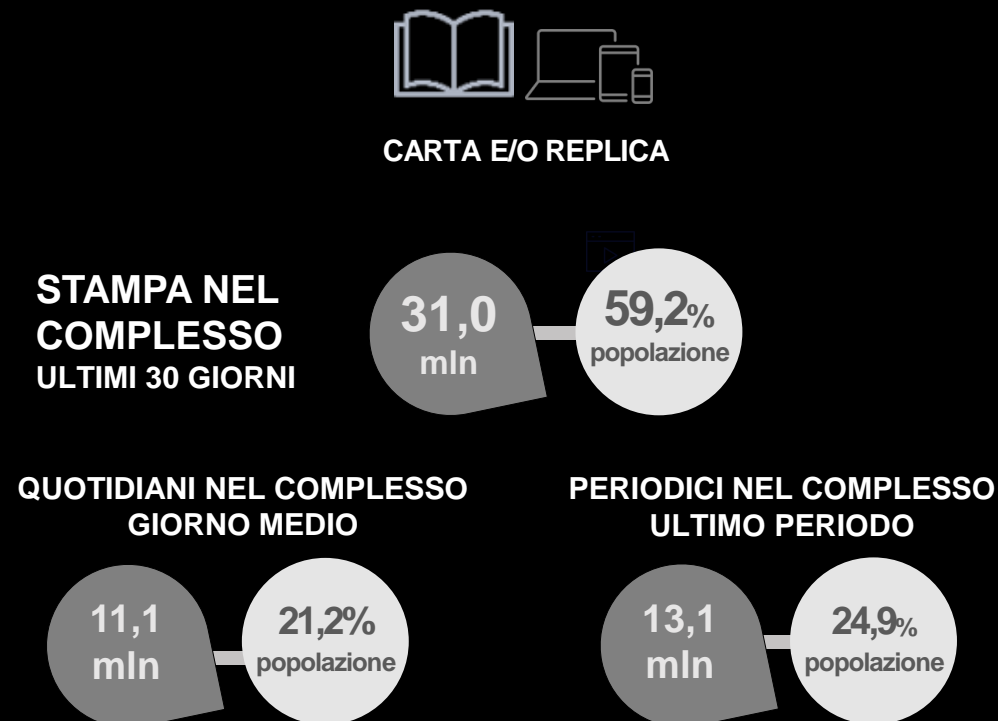 CARTA E/O REPLICA
STAMPA NEL
COMPLESSO
ULTIMI 30 GIORNI
31,0
mln
59,2%
popolazione
QUOTIDIANI NEL COMPLESSO
GIORNO MEDIO
11,1
mln
21,2%
popolazione
PERIODICI NEL COMPLESSO
ULTIMO PERIODO
13,1
mln
24,9%
popolazione